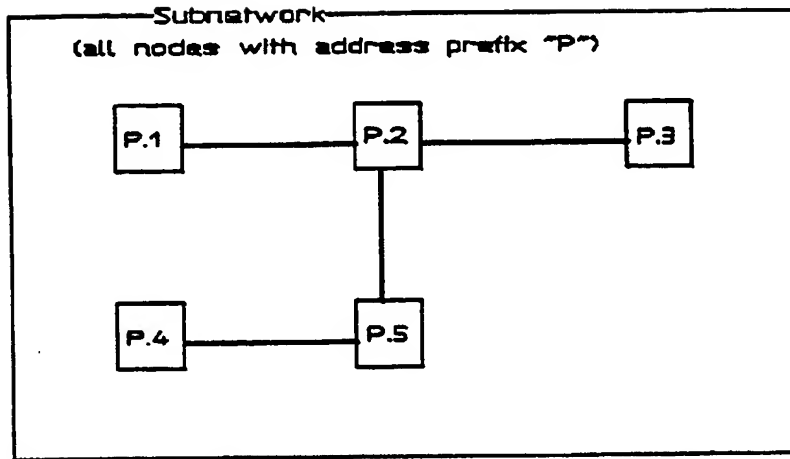 Subnetwork
(all nodes with address prefix "P")
P.1
P.2
P.3
P.4
P.5